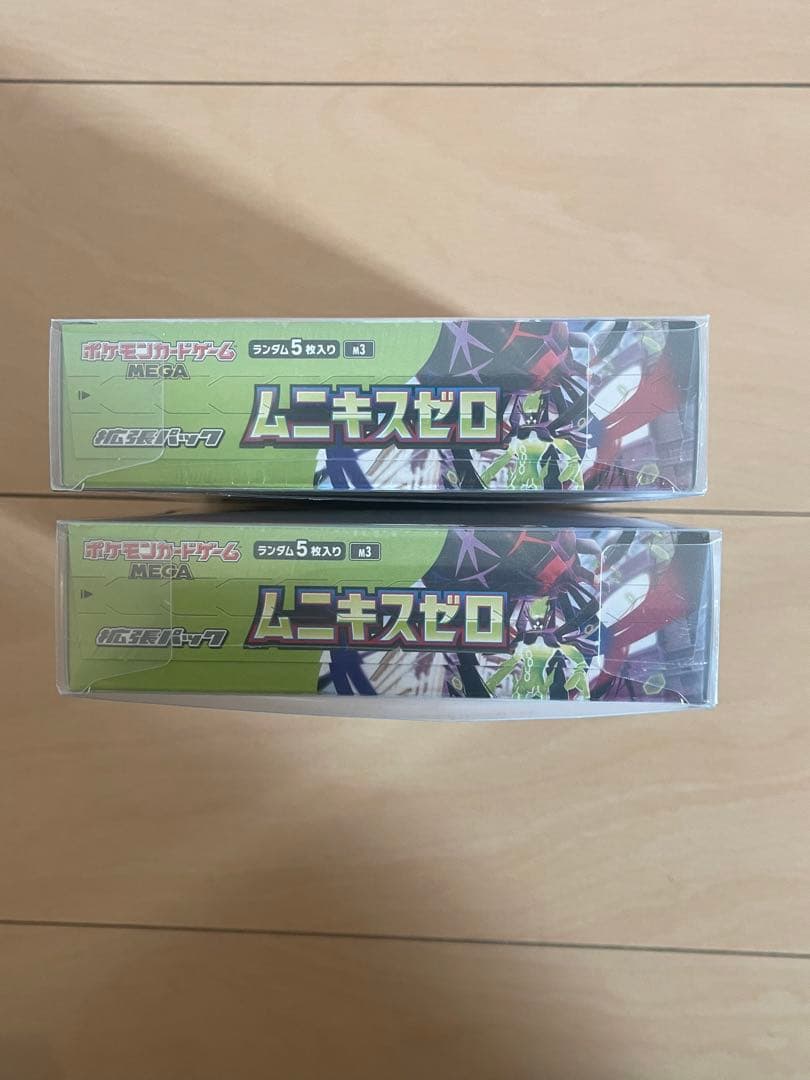 ポケモンカードゲーム
MEGA
ランダム5枚入り M3
拡張パック
ムニキスゼロ
ポケモンカードゲーム
MEGA
ランダム5枚入り M3
拡張パック
ムニキスゼロ